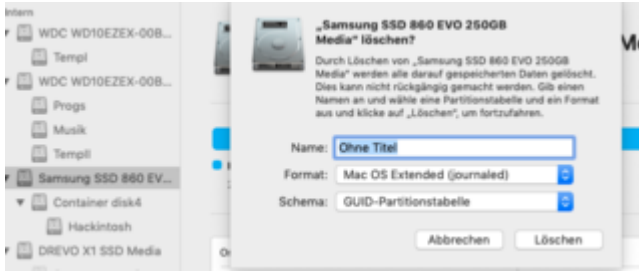 Intern
WDC WD10EZEX-00B...
Templ
WDC WD10EZEX-00B...
Progs
Musik
Templl
Samsung SSD 860 EV...
Container disk4
Hackintosh
DREVO X1 SSD Media
„Samsung SSD 860 EVO 250GB
Media“ löschen?
Durch Löschen von „Samsung SSD 860 EVO 250GB
Media“ werden alle darauf gespeicherten Daten gelöscht.
Dies kann nicht rückgängig gemacht werden. Gib einen
Namen an und wähle eine Partitionstabelle und ein Format
aus und klicke auf „Löschen“, um fortzufahren.
Name: Ohne Titel
Format: Mac OS Extended (journaled)
Schema: GUID-Partitionstabelle
Abbrechen Löschen